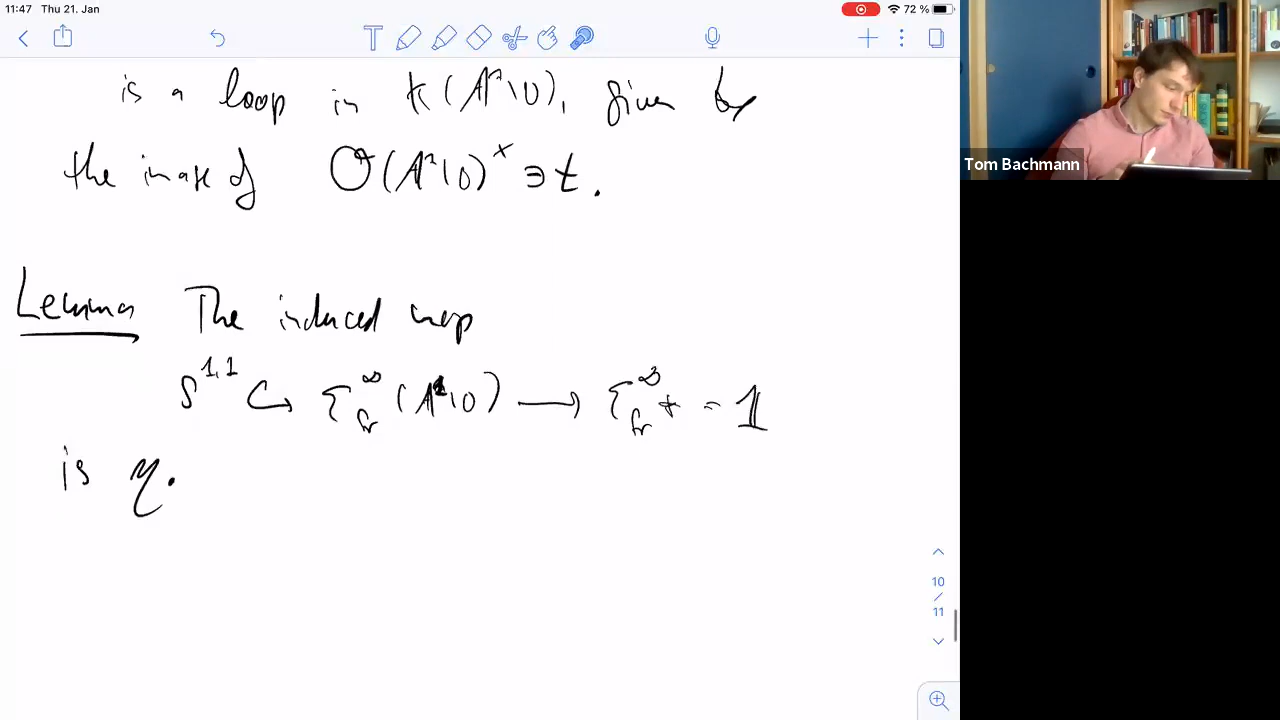 11:47 Thu 21. Jan
72 %
is a loop in K(A¹\0), given by
the image of O(A¹\0)^× ∋ t.
Tom Bachmann
Lemma The induced map
S^{1,1} ↪ Σ^∞_{fr} (A¹\0) ⟶ Σ^∞_{fr} * = 𝟙
is η.
10
/
11